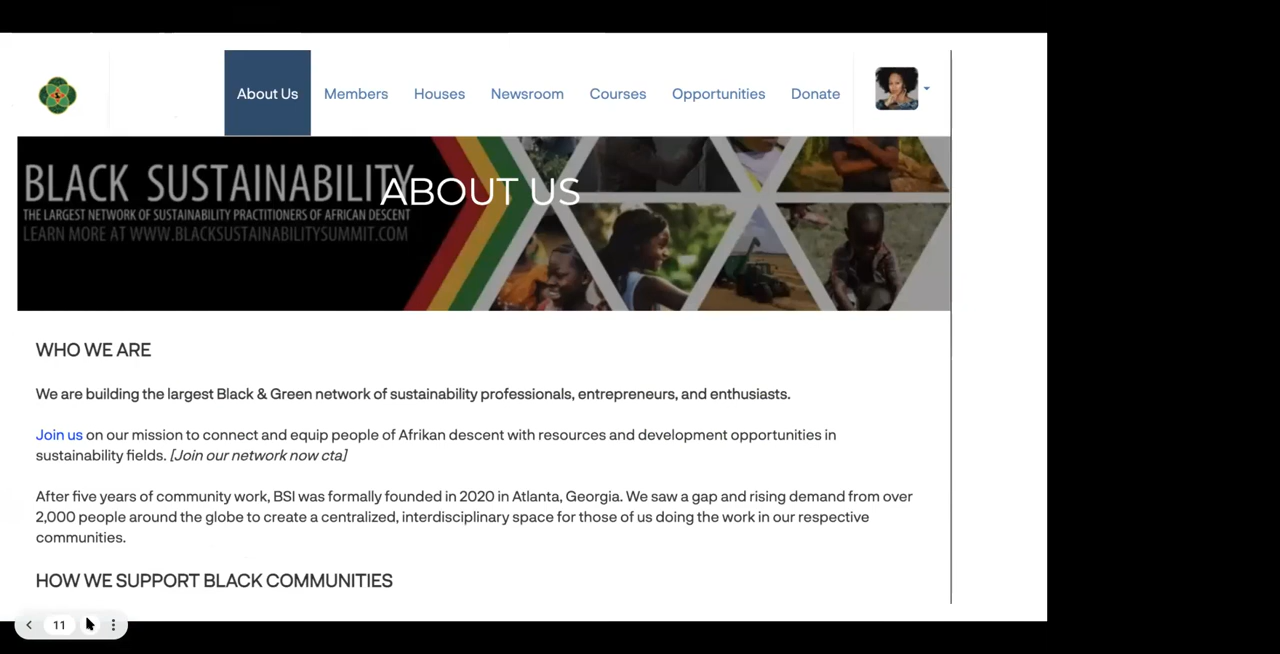 About Us Members Houses Newsroom Courses Opportunities Donate
BLACK SUSTAINABILITY
ABOUT US
THE LARGEST NETWORK OF SUSTAINABILITY PRACTITIONERS OF AFRICAN DESCENT
LEARN MORE AT WWW.BLACKSUSTAINABILITYSUMMIT.COM
WHO WE ARE
We are building the largest Black & Green network of sustainability professionals, entrepreneurs, and enthusiasts.
Join us on our mission to connect and equip people of Afrikan descent with resources and development opportunities in
sustainability fields. [Join our network now cta]
After five years of community work, BSI was formally founded in 2020 in Atlanta, Georgia. We saw a gap and rising demand from over
2,000 people around the globe to create a centralized, interdisciplinary space for those of us doing the work in our respective
communities.
HOW WE SUPPORT BLACK COMMUNITIES
11